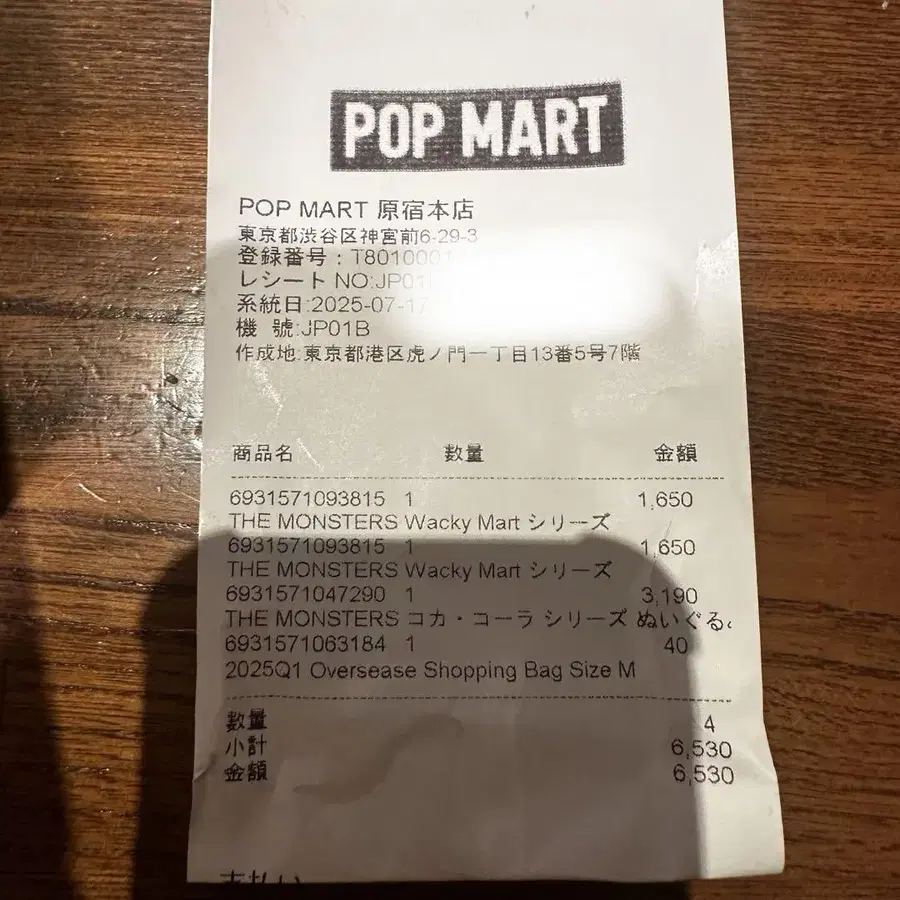 POP MART
POP MART 原宿本店
東京都渋谷区神宮前6-29-3
登録番号：T8010001
レシート NO:JP01
系統日:2025-07-17
機 號:JP01B
作成地:東京都港区虎ノ門一丁目13番5号7階
商品名 数量 金額
6931571093815 1 1,650
THE MONSTERS Wacky Mart シリーズ
6931571093815 1 1,650
THE MONSTERS Wacky Mart シリーズ
6931571047290 1 3,190
THE MONSTERS コカ・コーラ シリーズ ぬいぐる
6931571063184 1 40
2025Q1 Oversease Shopping Bag Size M
数量 4
小計 6,530
金額 6,530
支払い